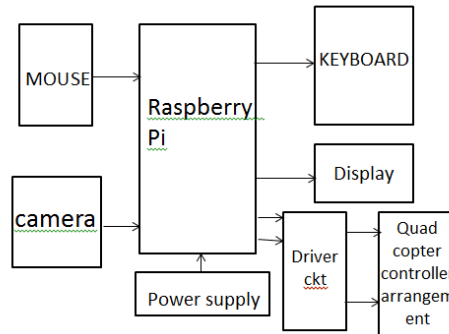 MOUSE
Raspberry
Pi
KEYBOARD
camera
Display
Power supply
Driver
ckt
Quad
copter
controller
arrangem
ent